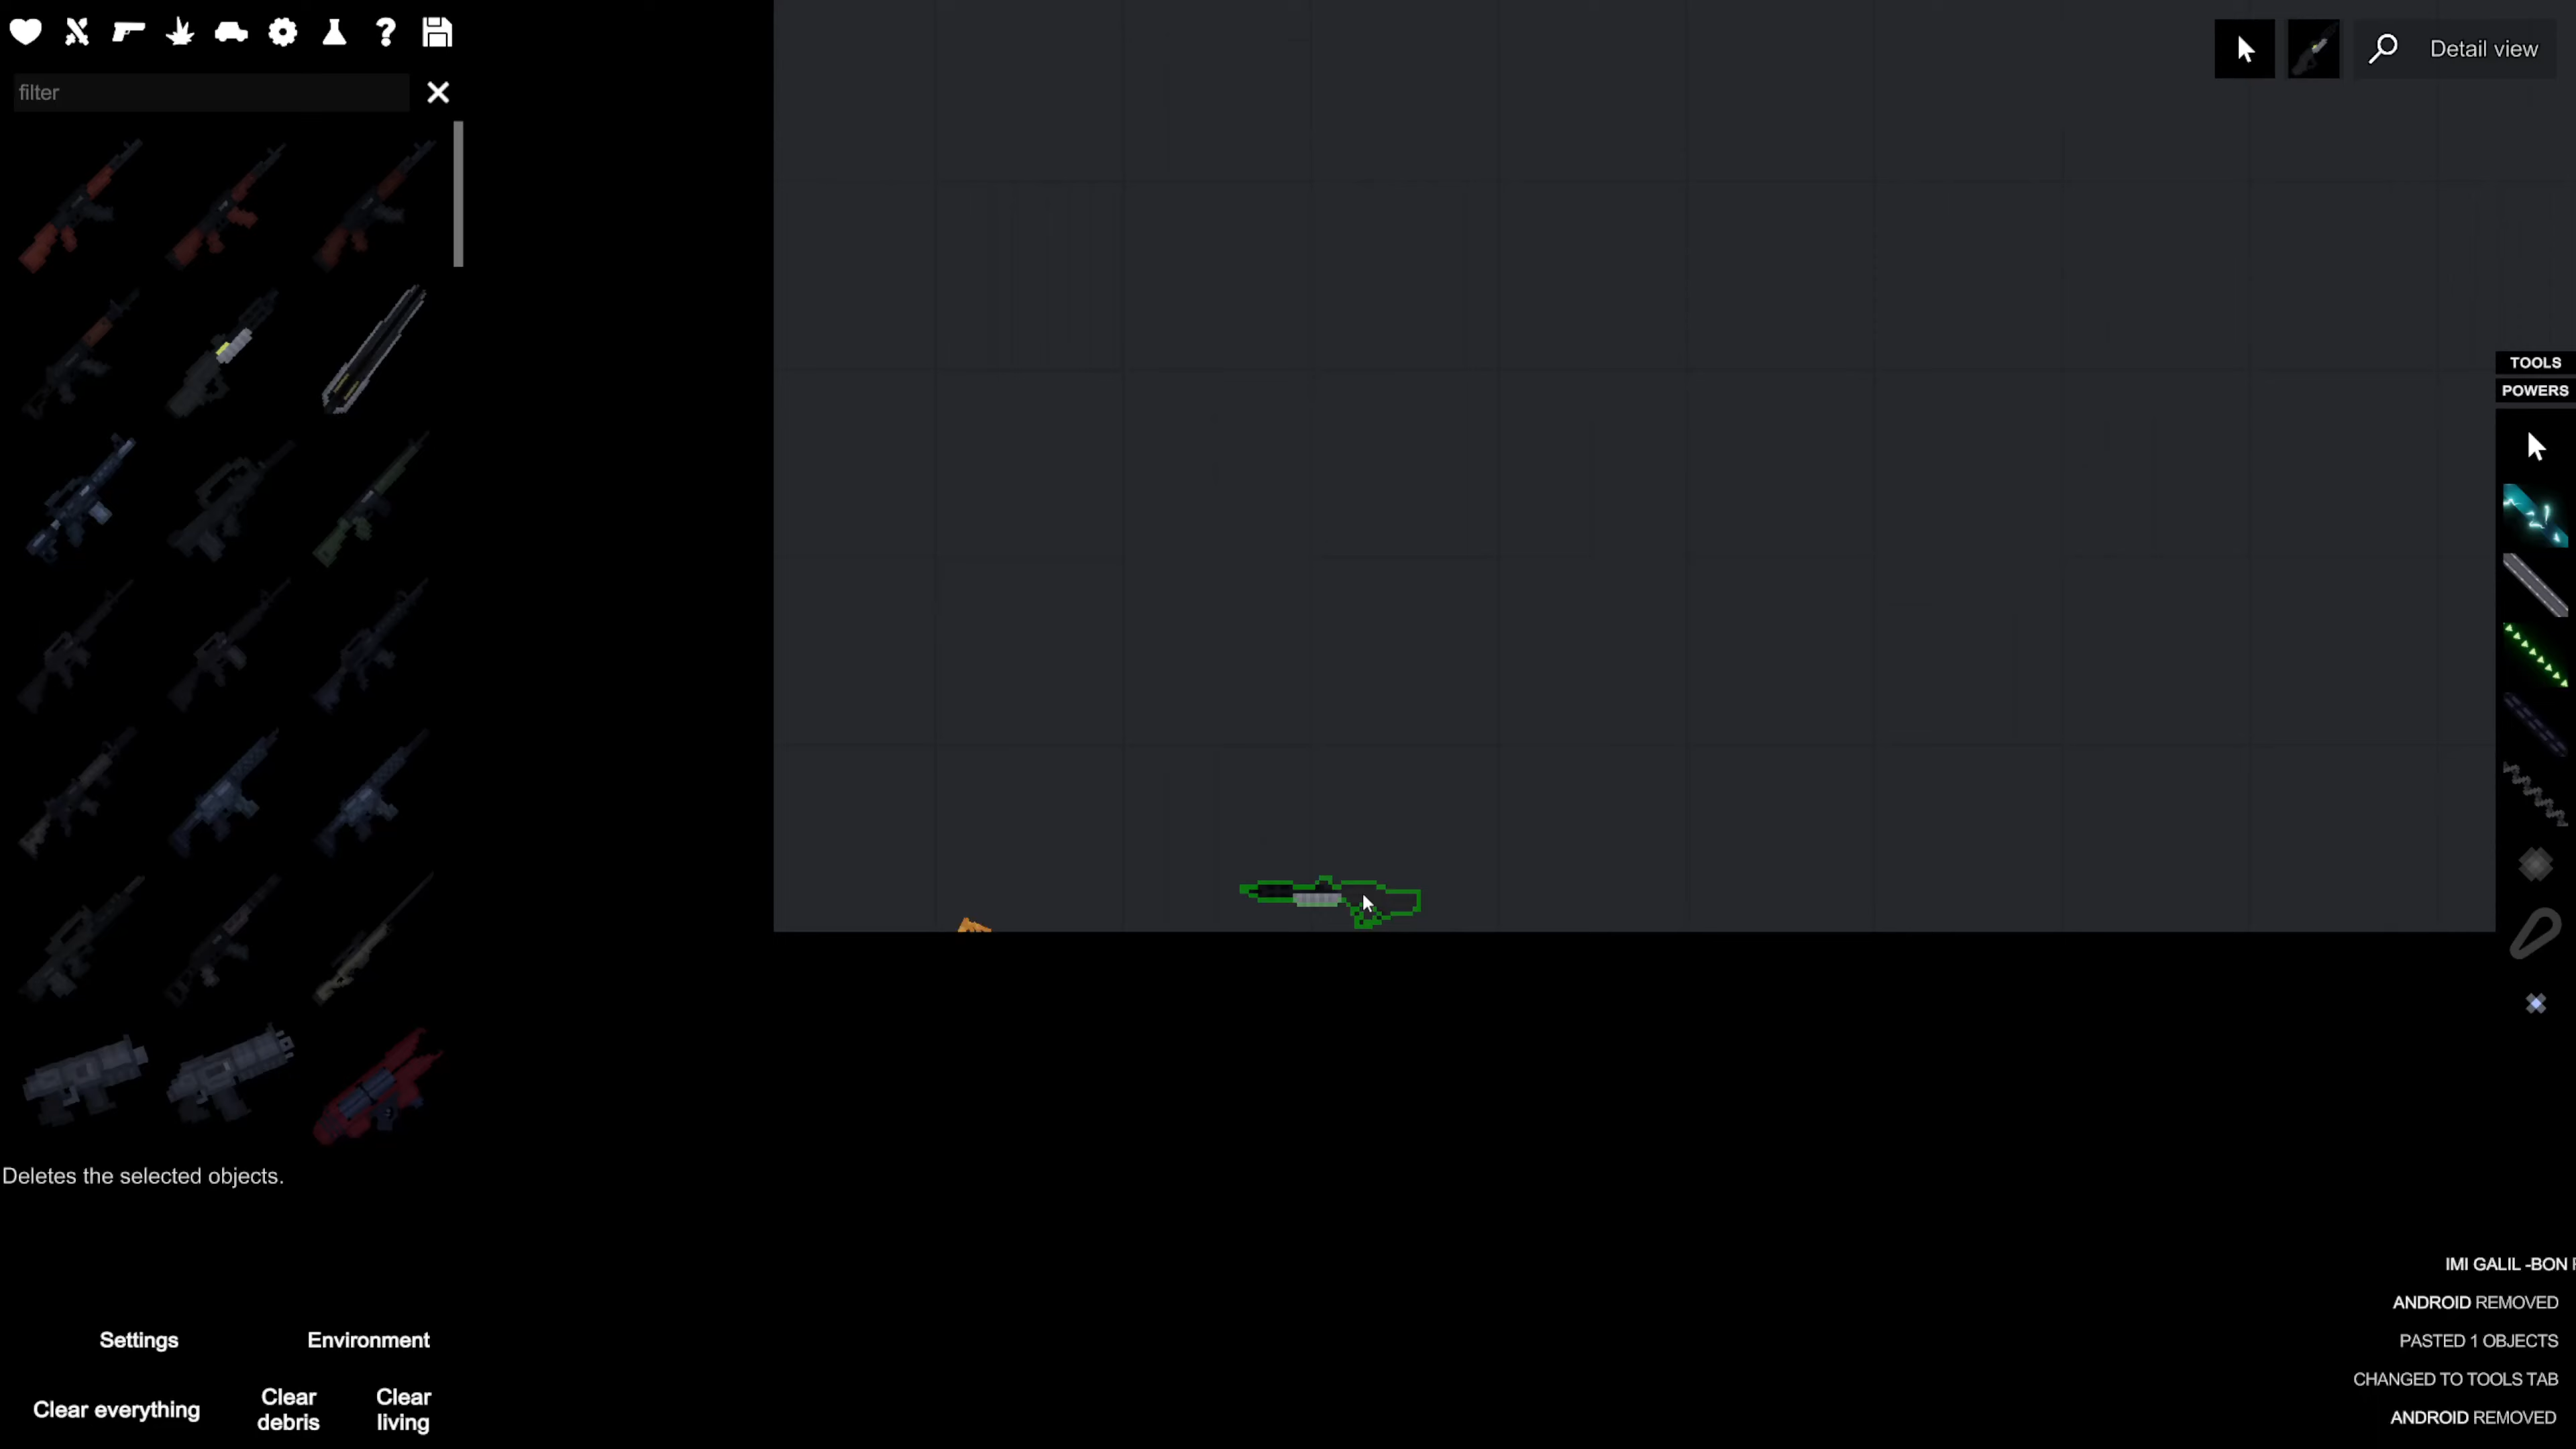 Detail view
filter
TOOLS
POWERS
Deletes the selected objects.
IMI GALIL -BON
ANDROID REMOVED
Settings
Environment
PASTED 1 OBJECTS
CHANGED TO TOOLS TAB
Clear everything
Clear
debris
Clear
living
ANDROID REMOVED